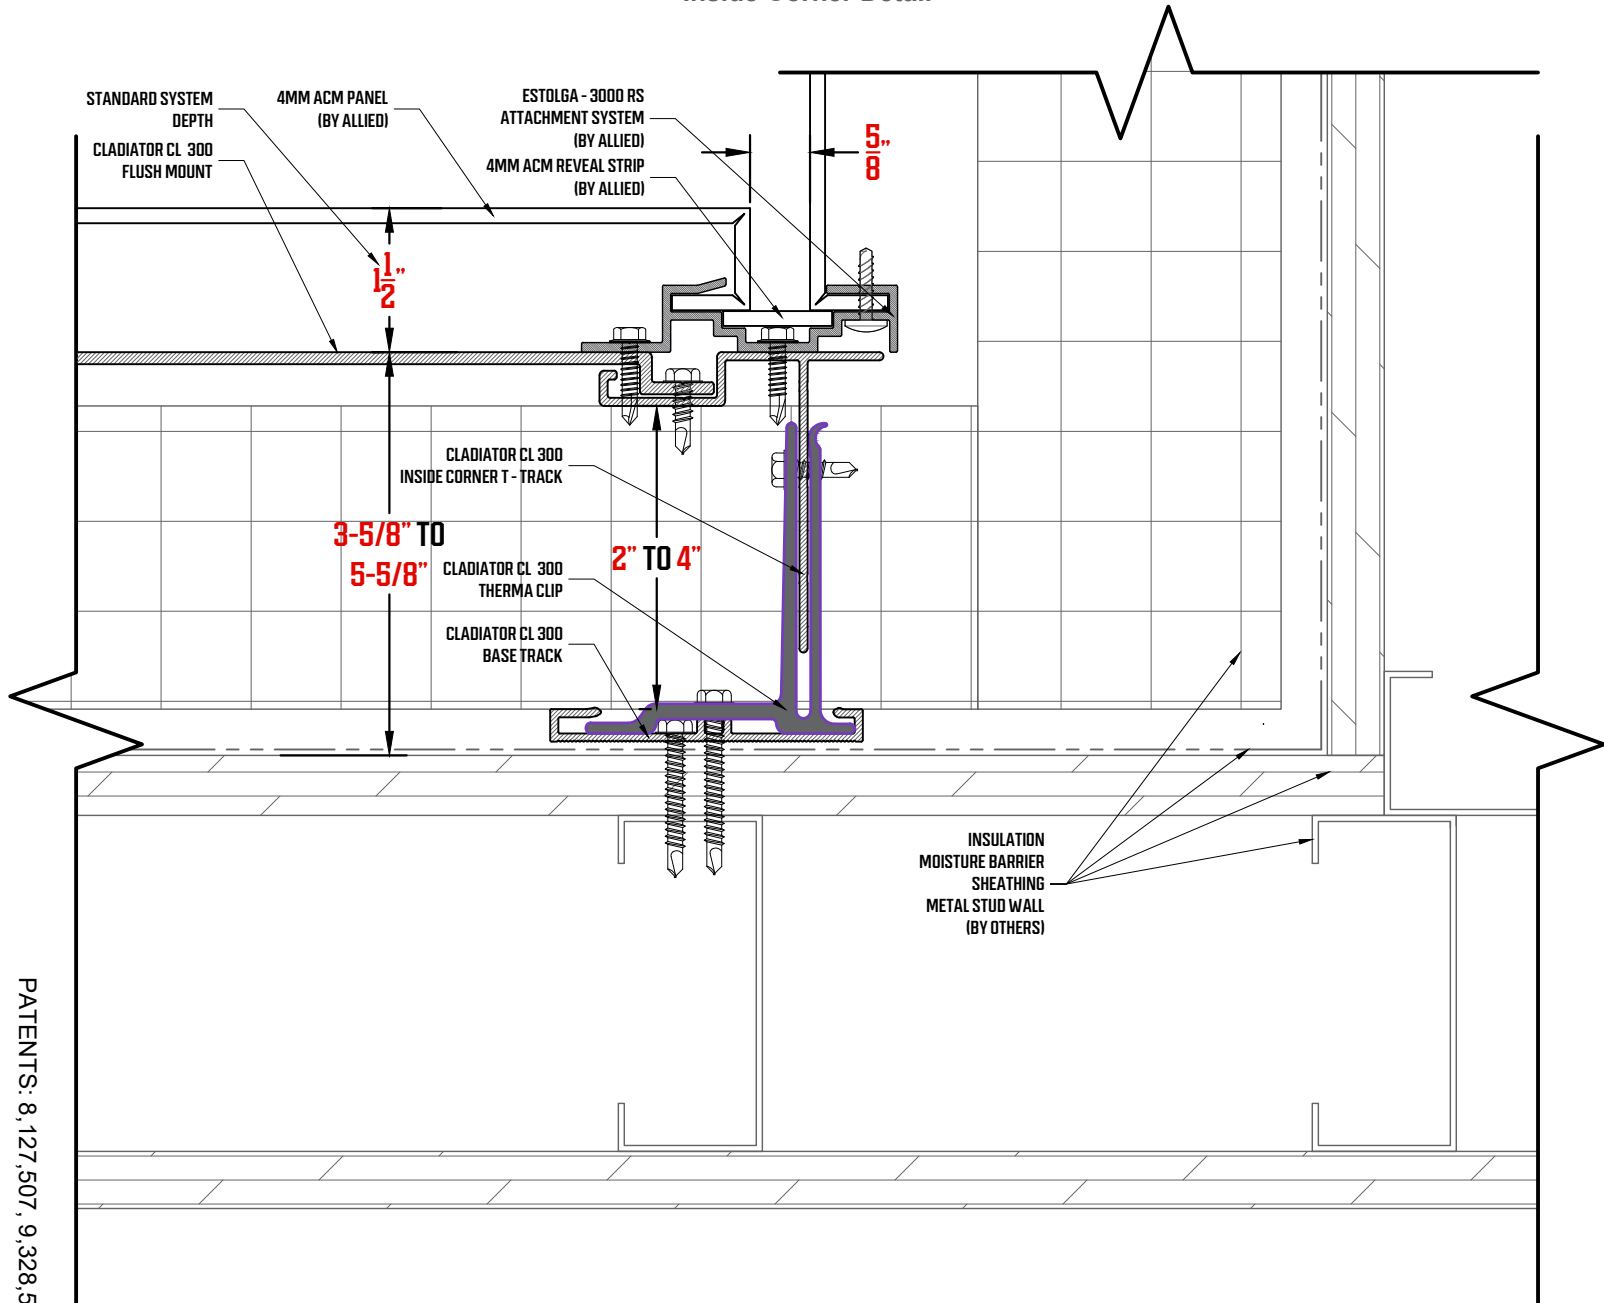 Inside Corner Detail
STANDARD SYSTEM
DEPTH
4MM ACM PANEL
(BY ALLIED)
ESTOLGA - 3000 RS
ATTACHMENT SYSTEM
(BY ALLIED)
4MM ACM REVEAL STRIP
(BY ALLIED)
CLADIATOR CL 300
FLUSH MOUNT
5/8"
1 1/2"
CLADIATOR CL 300
INSIDE CORNER T - TRACK
3-5/8" TO
5-5/8"
2" TO 4"
CLADIATOR CL 300
THERMA CLIP
CLADIATOR CL 300
BASE TRACK
INSULATION
MOISTURE BARRIER
SHEATHING
METAL STUD WALL
(BY OTHERS)
PATENTS: 8,127,507, 9,328,5